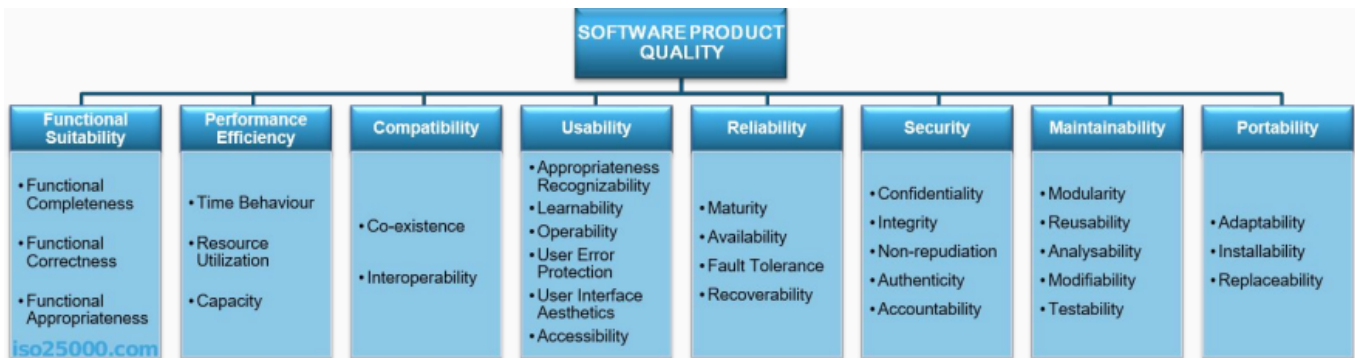 SOFTWARE PRODUCT
QUALITY
Functional
Suitability
• Functional
Completeness
• Functional
Correctness
• Functional
Appropriateness
iso25000.com
Performance
Efficiency
• Time Behaviour
• Resource
Utilization
• Capacity
Compatibility
• Co-existence
• Interoperability
Usability
• Appropriateness
Recognizability
• Learnability
• Operability
• User Error
Protection
• User Interface
Aesthetics
• Accessibility
Reliability
• Maturity
• Availability
• Fault Tolerance
• Recoverability
Security
• Confidentiality
• Integrity
• Non-repudiation
• Authenticity
• Accountability
Maintainability
• Modularity
• Reusability
• Analysability
• Modifiability
• Testability
Portability
• Adaptability
• Installability
• Replaceability